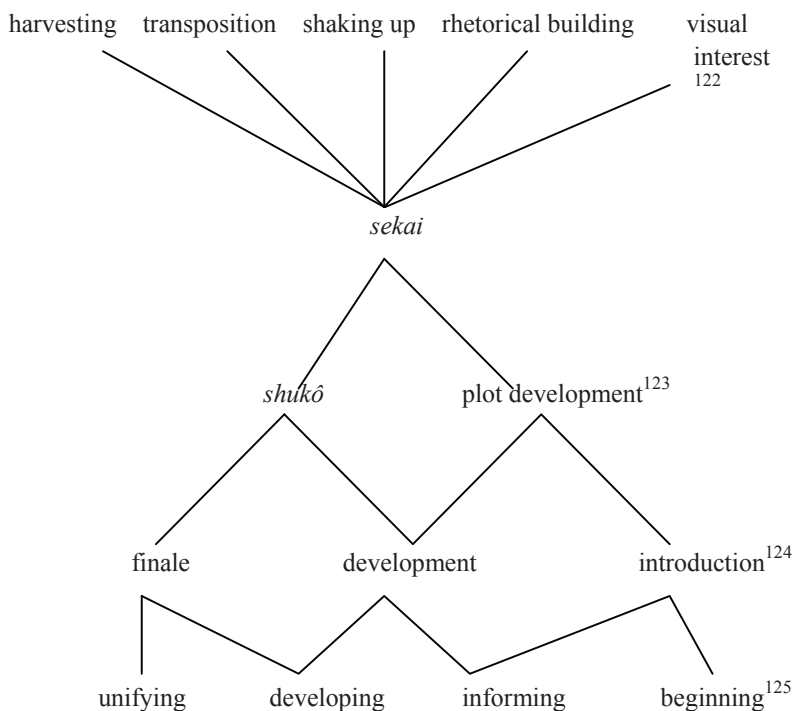 harvesting transposition shaking up rhetorical building visual
interest
122
sekai
shukô plot development123
finale development introduction124
unifying developing informing beginning125